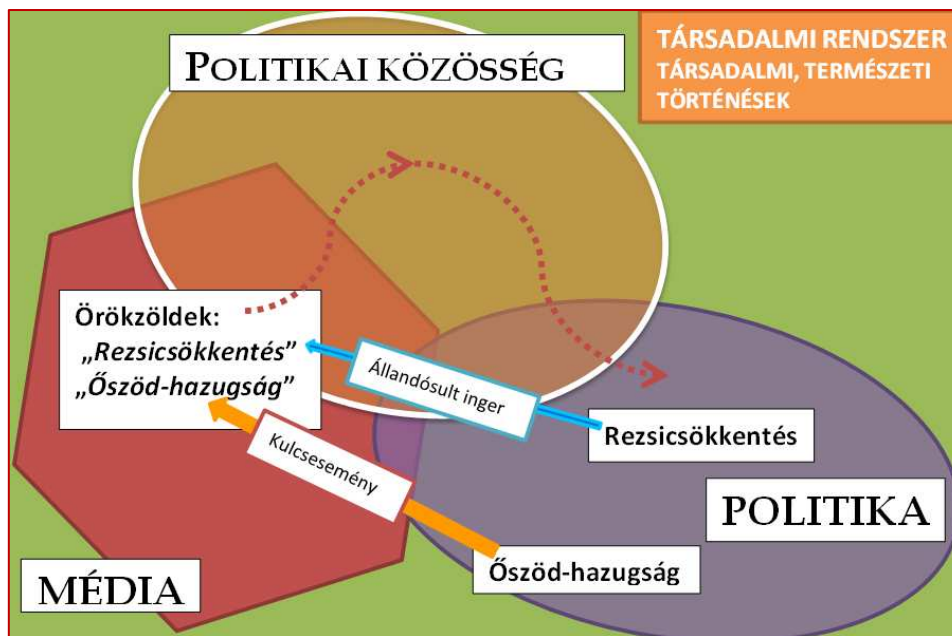 POLITIKAI KÖZÖSSÉG
TÁRSADALMI RENDSZER
TÁRSADALMI, TERMÉSZETI
TÖRTÉNÉSEK
Örökzöldek:
„Rezsicsökkentés”
„Őszöd-hazugság”
Állandósult inger
Rezsicsökkentés
Kulcsesemény
POLITIKA
Őszöd-hazugság
MÉDIA